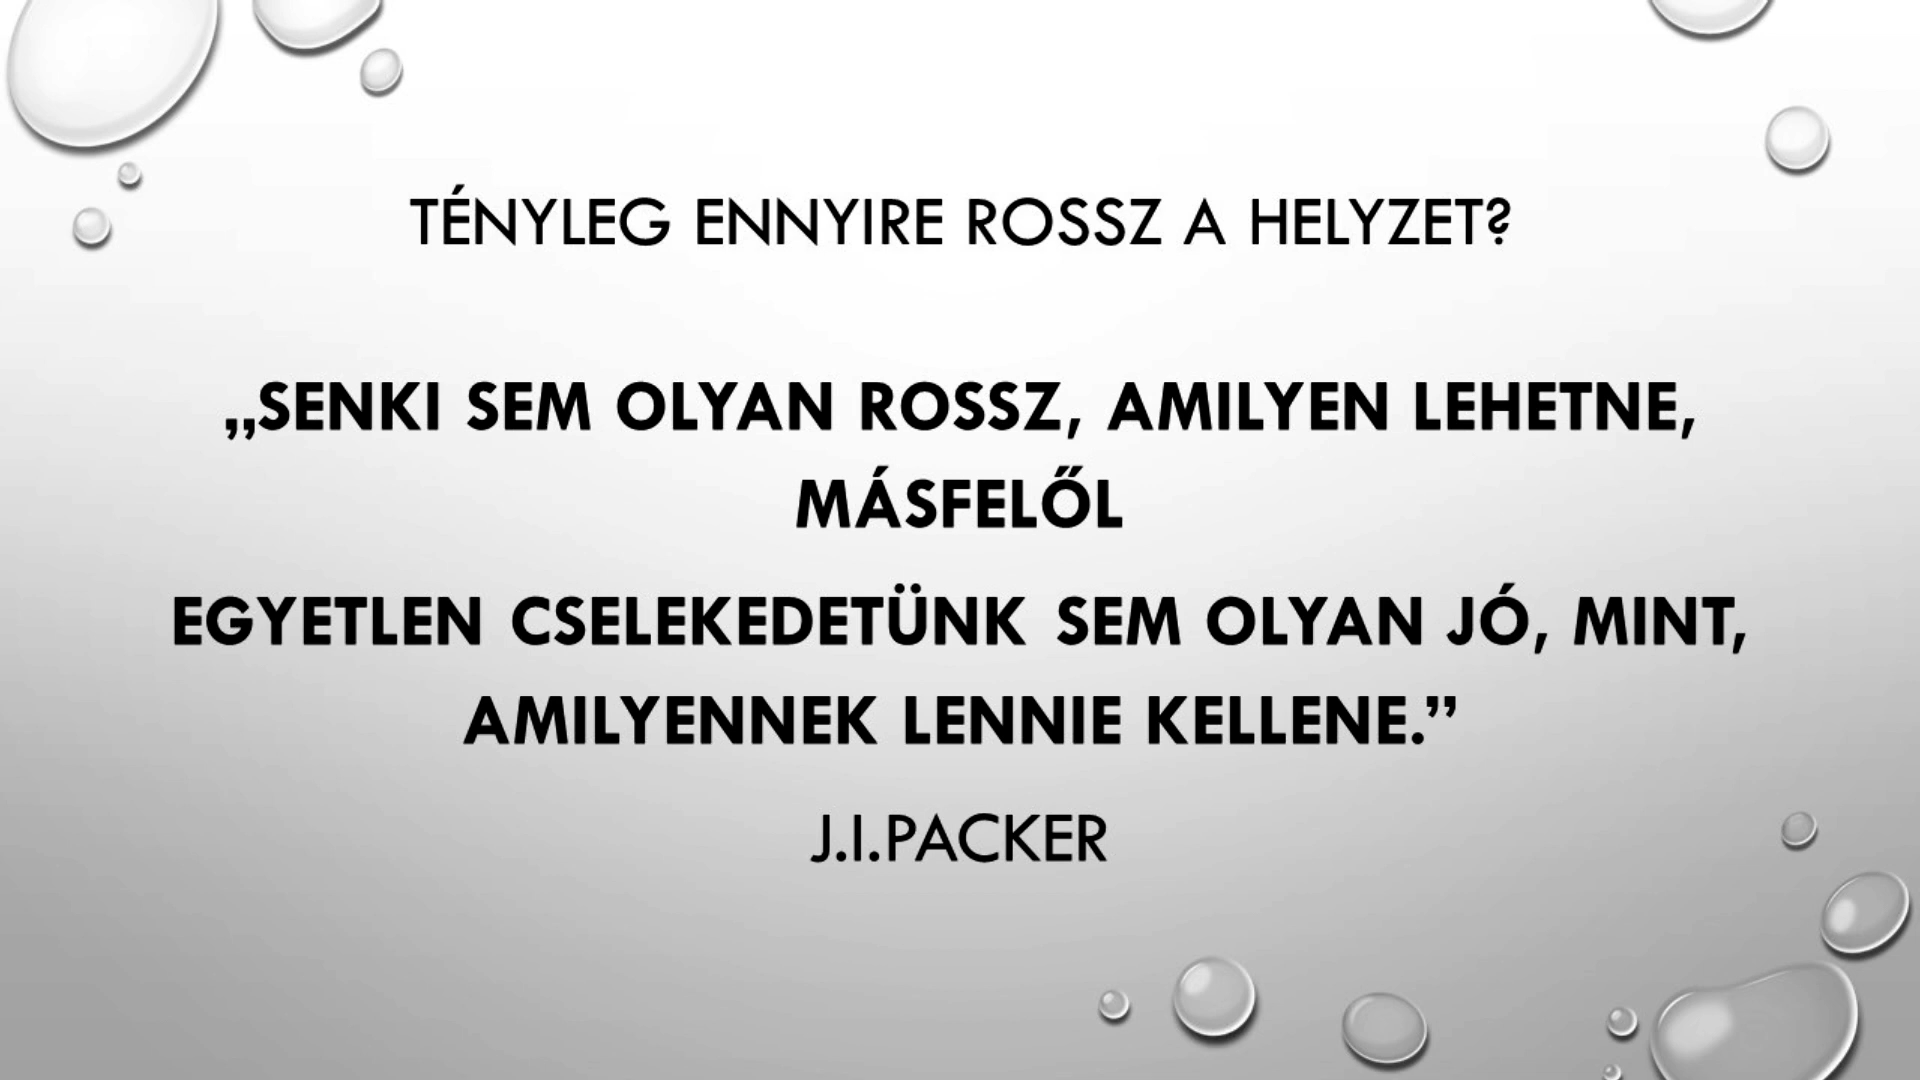 TÉNYLEG ENNYIRE ROSSZ A HELYZET?
„SENKI SEM OLYAN ROSSZ, AMILYEN LEHETNE,
MÁSFELŐL
EGYETLEN CSELEKEDETÜNK SEM OLYAN JÓ, MINT,
AMILYENNEK LENNIE KELLENE.”
J.I.PACKER